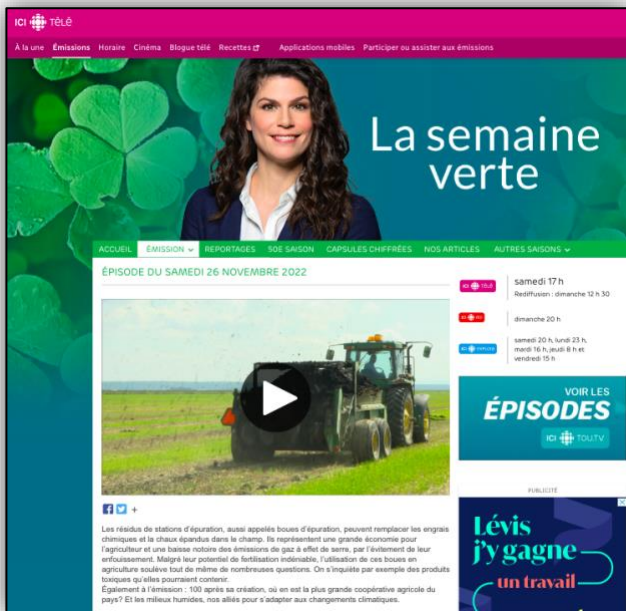 ICI TÉLÉ
À la une Émissions Horaire Cinéma Blogue télé Recettes Applications mobiles Participer ou assister aux émissions
La semaine
verte
ACCUEIL ÉMISSION REPORTAGES 50E SAISON CAPSULES CHIFFRÉES NOS ARTICLES AUTRES SAISONS
ÉPISODE DU SAMEDI 26 NOVEMBRE 2022
ICI TÉLÉ
samedi 17 h
Rediffusion : dimanche 12 h 30
ICI
dimanche 20 h
ICI
samedi 20 h, lundi 23 h,
mardi 16 h, jeudi 8 h et
vendredi 15 h
VOIR LES
ÉPISODES
ICI TOU.TV
PUBLICITÉ
Lévis
j'y gagne
un travail
Les résidus de stations d'épuration, aussi appelés boues d'épuration, peuvent remplacer les engrais
chimiques et la chaux épandus dans le champ. Ils représentent une grande économie pour
l'agriculteur et une baisse notoire des émissions de gaz à effet de serre, par l'évitement de leur
enfouissement. Malgré leur potentiel de fertilisation indéniable, l'utilisation de ces boues en
agriculture soulève tout de même de nombreuses questions. On s'inquiète par exemple des produits
toxiques qu'elles pourraient contenir.
Également à l'émission : 100 après sa création, où en est la plus grande coopérative agricole du
pays? Et les milieux humides, nos alliés pour s'adapter aux changements climatiques.